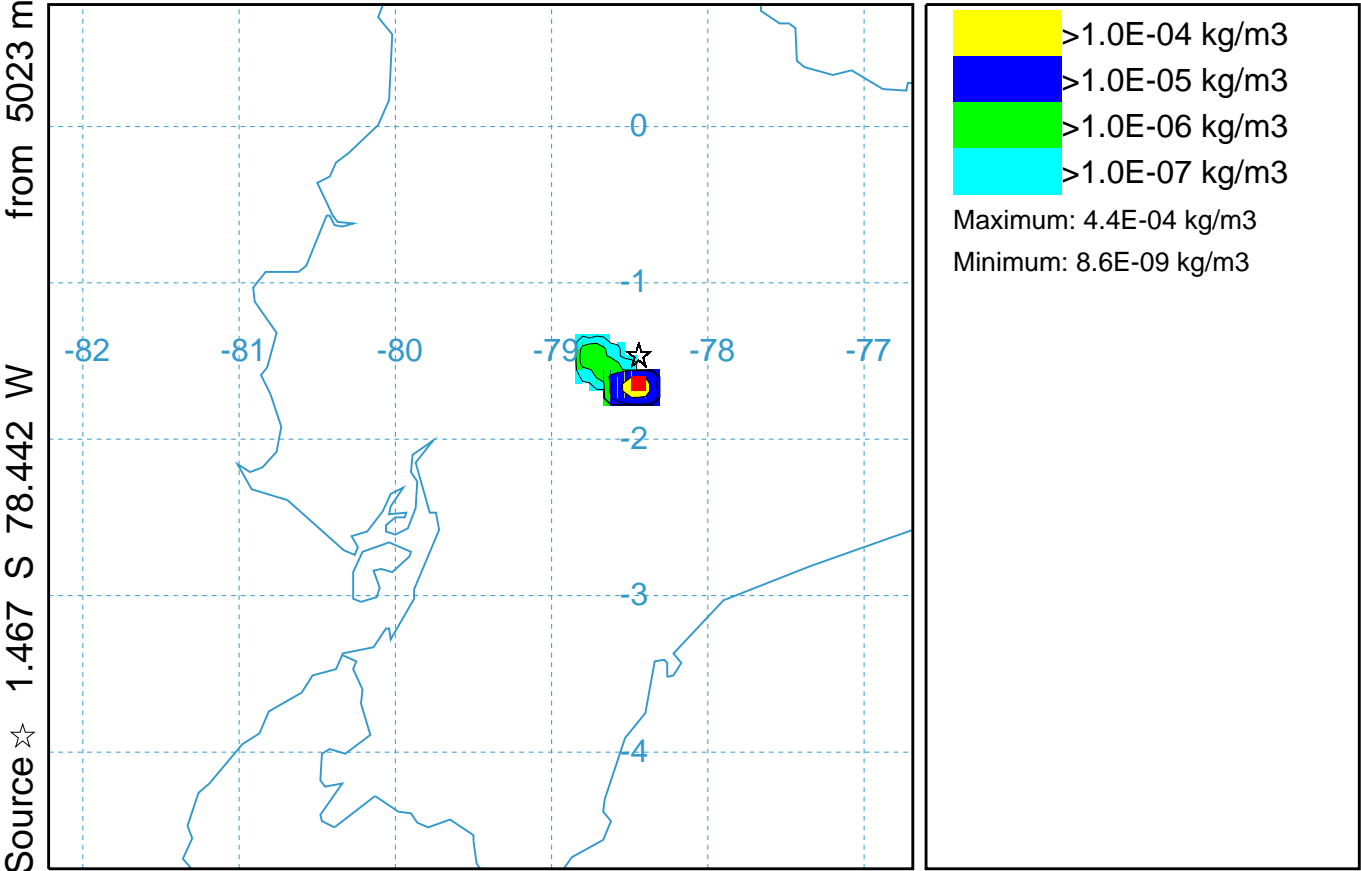 Source ☆ 1.467 S 78.442 W from 5023 m
0
-1
-82 -81 -80 -79 -78 -77
-2
-3
-4
>1.0E-04 kg/m3
>1.0E-05 kg/m3
>1.0E-06 kg/m3
>1.0E-07 kg/m3
Maximum: 4.4E-04 kg/m3
Minimum: 8.6E-09 kg/m3